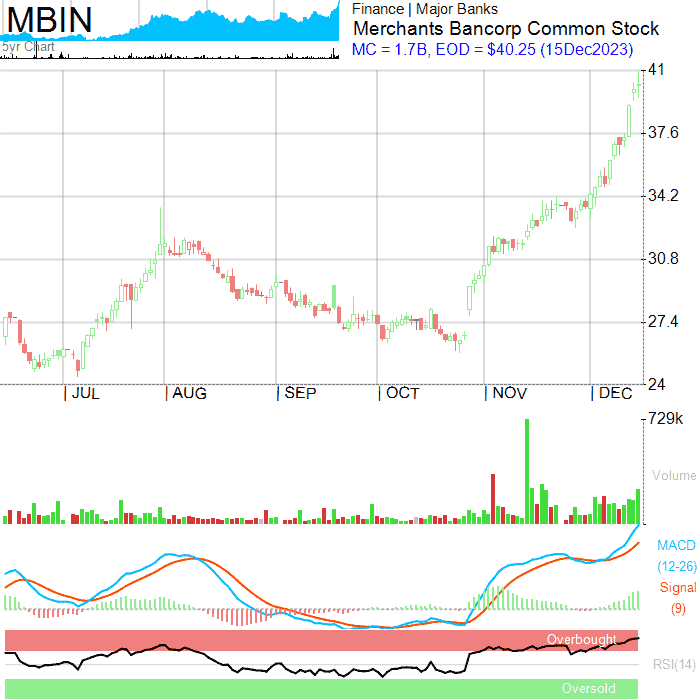 MBIN
5yr Chart
Finance | Major Banks
Merchants Bancorp Common Stock
MC = 1.7B, EOD = $40.25 (15Dec2023)
41
37.6
34.2
30.8
27.4
24
JUL
AUG
SEP
OCT
NOV
DEC
729k
Volume
MACD
(12-26)
Signal
(9)
Overbought
RSI(14)
Oversold